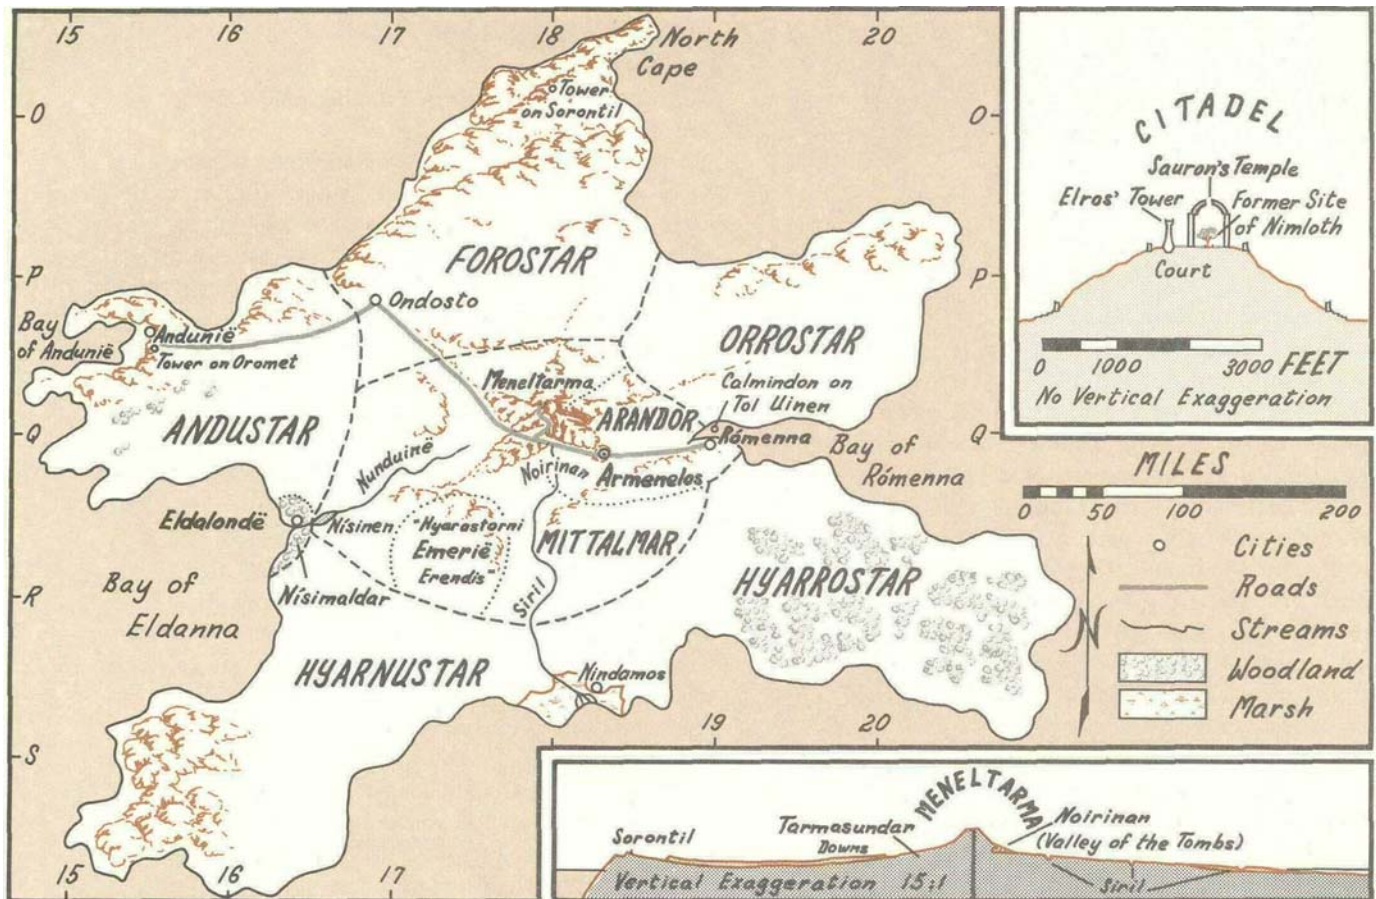 15 16 17 18 20
North
Cape
Tower
on Sorontil
O
O
P
P
Q
Q
R
S
FOROSTAR
Ondosto
Bay
of Andunië
Andunië
Tower on Oromet
ORROSTAR
Meneltarma
Calmindon on
Tol Uinen
ARANDOR
ANDUSTAR
Rómenna
Bay of
Rómenna
Nunduinë
Noirinan
Armenelos
Eldalondë
Nísinen
"Hyarastorni
Emerië
Erendis"
MITTALMAR
HYARROSTAR
Siril
Nísimaldar
Bay of
Eldanna
HYARNUSTAR
Nindamos
19 20
15 16 17
CITADEL
Sauron's Temple
Elros' Tower
Former Site
of Nimloth
Court
0 1000 3000 FEET
No Vertical Exaggeration
MILES
0 50 100 200
Cities
Roads
Streams
Woodland
Marsh
N
MENELTARMA
Sorontil
Tarmasundar
Downs
Noirinan
(Valley of the Tombs)
Siril
Vertical Exaggeration 15:1